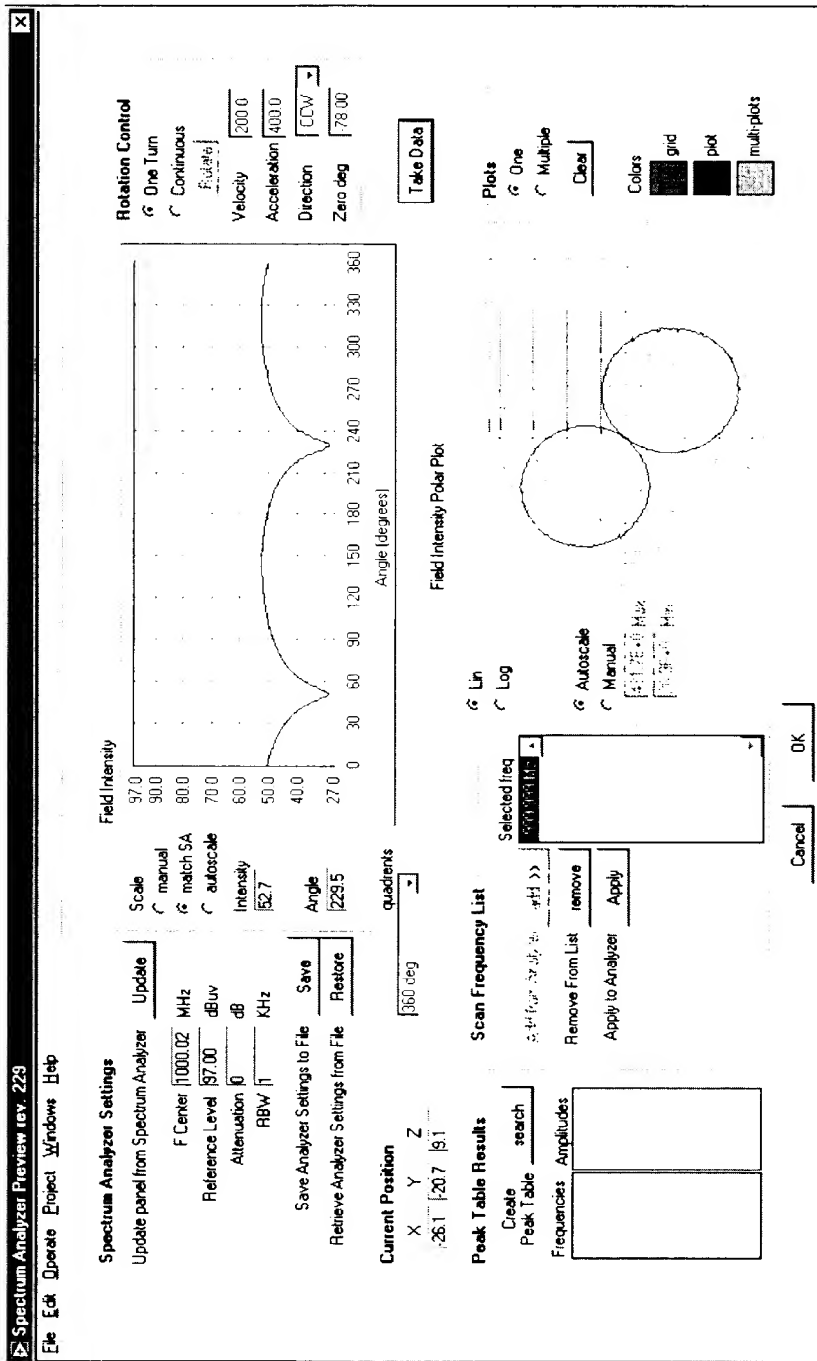 Spectrum Analyzer Preview rev. 229
File Edit Operate Project Windows Help
Spectrum Analyzer Settings
Update panel from Spectrum Analyzer Update
F Center 1000.02 MHz
Reference Level 97.00 dBuv
Attenuation 0 dB
RBW 1 KHz
Save Analyzer Settings to File Save
Retrieve Analyzer Settings from File Restore
Scale
manual
match SA
autoscale
Intensity
52.7
Angle
229.5
Current Position
X Y Z
-26.1 -20.7 9.1
quadrents
360 deg
Field Intensity
97.0
90.0
80.0
70.0
60.0
50.0
40.0
27.0
0 30 60 90 120 150 180 210 240 270 300 330 360
Angle (degrees)
Rotation Control
One Turn
Continuous
Rotate
Velocity 200.0
Acceleration 400.0
Direction CCW
Zero deg -78.00
Take Data
Peak Table Results
Create
Peak Table search
Frequencies Amplitudes
Scan Frequency List
add >>
Remove From List remove
Apply to Analyzer Apply
Selected freq
Lin
Log
Autoscale
Manual
Max
Min
Field Intensity Polar Plot
Plots
One
Multiple
Clear
Colors
grid
plot
multi-plots
Cancel OK